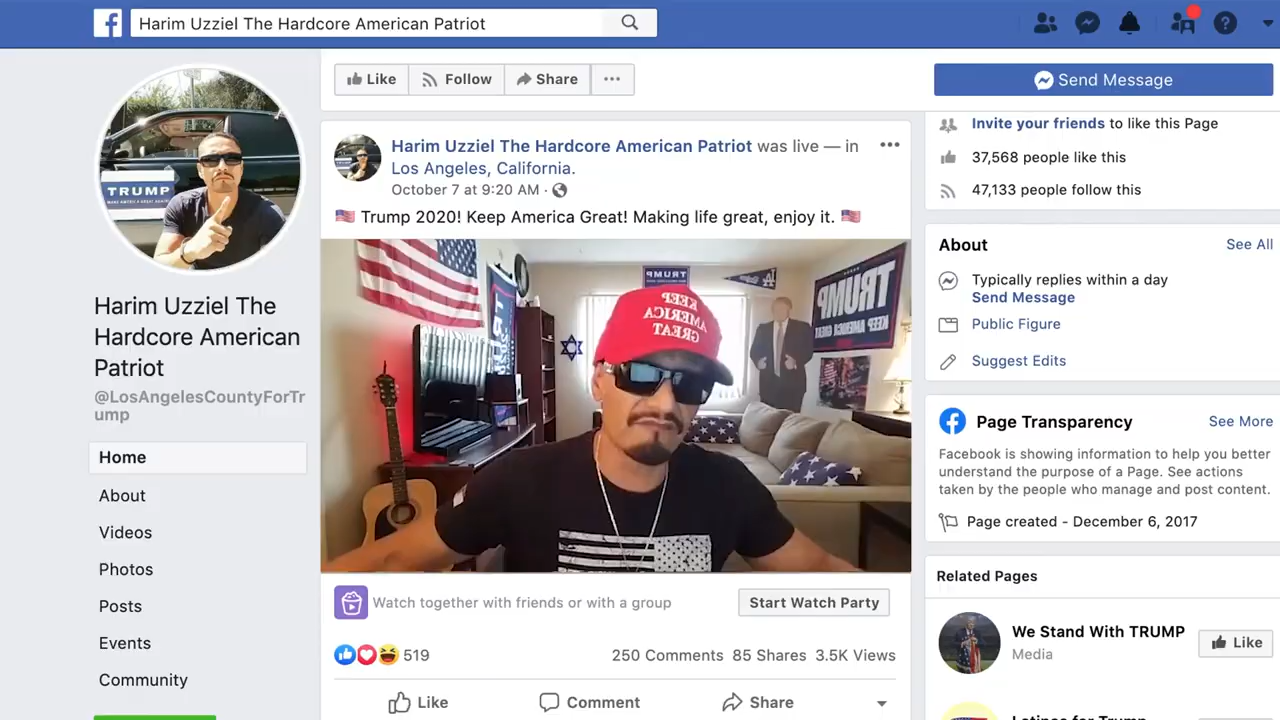 Harim Uzziel The Hardcore American Patriot
Like
Follow
Share
Send Message
TRUMP
Harim Uzziel The
Hardcore American
Patriot
@LosAngelesCountyForTr
ump
Home
About
Videos
Photos
Posts
Events
Community
Harim Uzziel The Hardcore American Patriot was live — in
Los Angeles, California.
October 7 at 9:20 AM ·
Trump 2020! Keep America Great! Making life great, enjoy it.
TRUMP
KEEP
AMERICA
GREAT
TRUMP
KEEP AMERICA GREAT
Watch together with friends or with a group
Start Watch Party
519
250 Comments 85 Shares 3.5K Views
Like
Comment
Share
Invite your friends to like this Page
37,568 people like this
47,133 people follow this
About
See All
Typically replies within a day
Send Message
Public Figure
Suggest Edits
Page Transparency
See More
Facebook is showing information to help you better
understand the purpose of a Page. See actions
taken by the people who manage and post content.
Page created - December 6, 2017
Related Pages
We Stand With TRUMP
Media
Like
Latinos for Trump